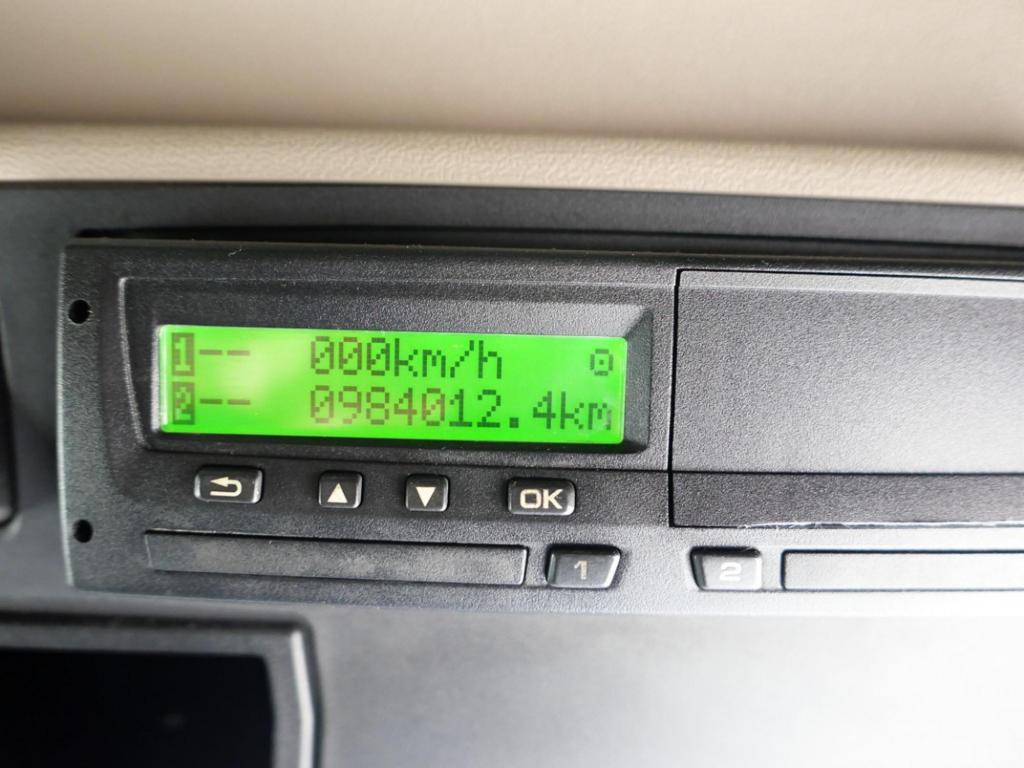 1-- 000km/h
2-- 0984012.4km
▲ ▼ OK
1 2